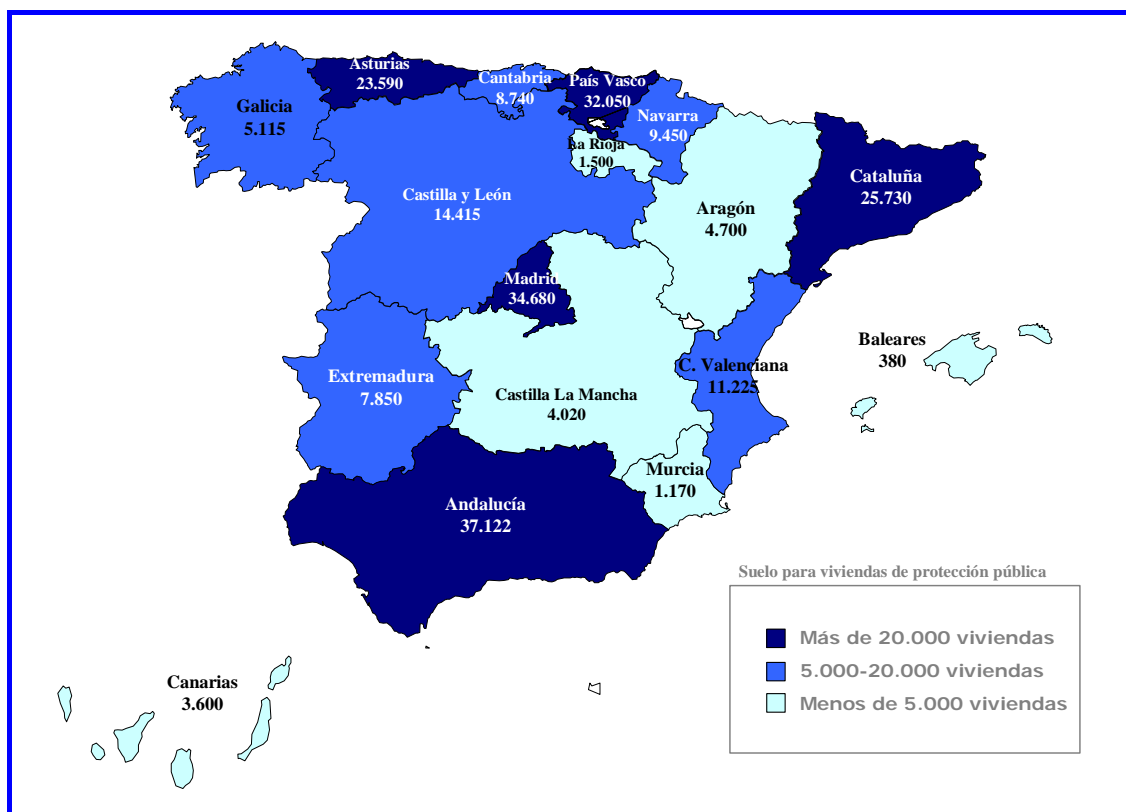 Asturias
23.590
Cantabria
8.740
País Vasco
32.050
Galicia
5.115
Navarra
9.450
La Rioja
1.500
Castilla y León
14.415
Cataluña
25.730
Aragón
4.700
Madrid
34.680
Baleares
380
C. Valenciana
11.225
Extremadura
7.850
Castilla La Mancha
4.020
Murcia
1.170
Andalucía
37.122
Canarias
3.600
Suelo para viviendas de protección pública
Más de 20.000 viviendas
5.000-20.000 viviendas
Menos de 5.000 viviendas